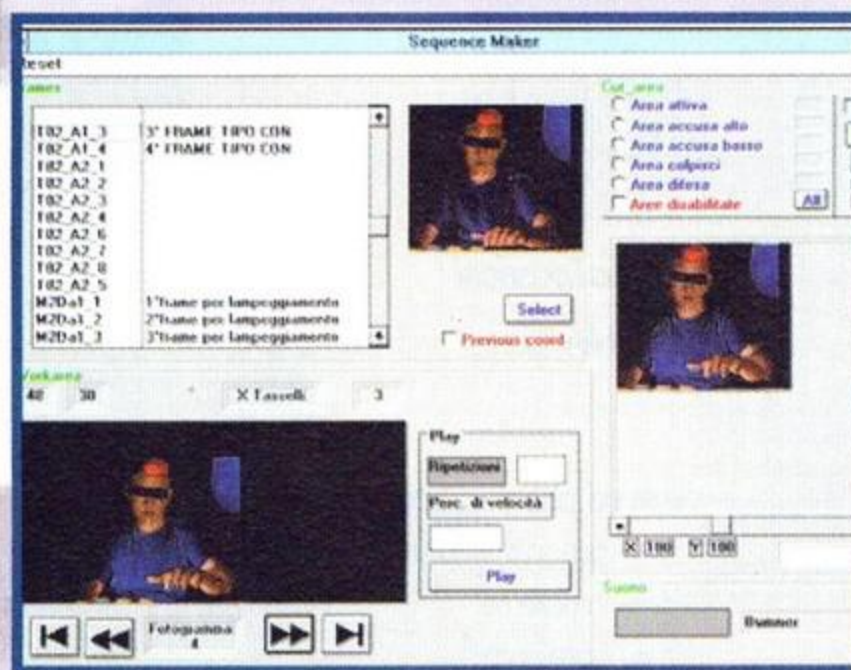 Sequence Maker
Reset
Frames
T02_A1_3 3° FRAME TIPO CON
T02_A1_4 4° FRAME TIPO CON
T02_A2_1
T02_A2_2
T02_A2_3
T02_A2_4
T02_A2_6
T02_A2_7
T02_A2_8
T02_A2_5
M2Da1_1 1°frame per lampeggiamento
M2Da1_2 2°frame per lampeggiamento
M2Da1_3 3°frame per lampeggiamento
Select
Previous coord
Cut_area
Area attiva
Area accusa alto
Area accusa basso
Area colpisci
Area difesa
Aree disabilitate
All
Workarea
40 30 X Tasselli 3
Play
Ripetizioni
Perc. di velocità
Play
Fotogramma
4
X 100 Y 100
Suono